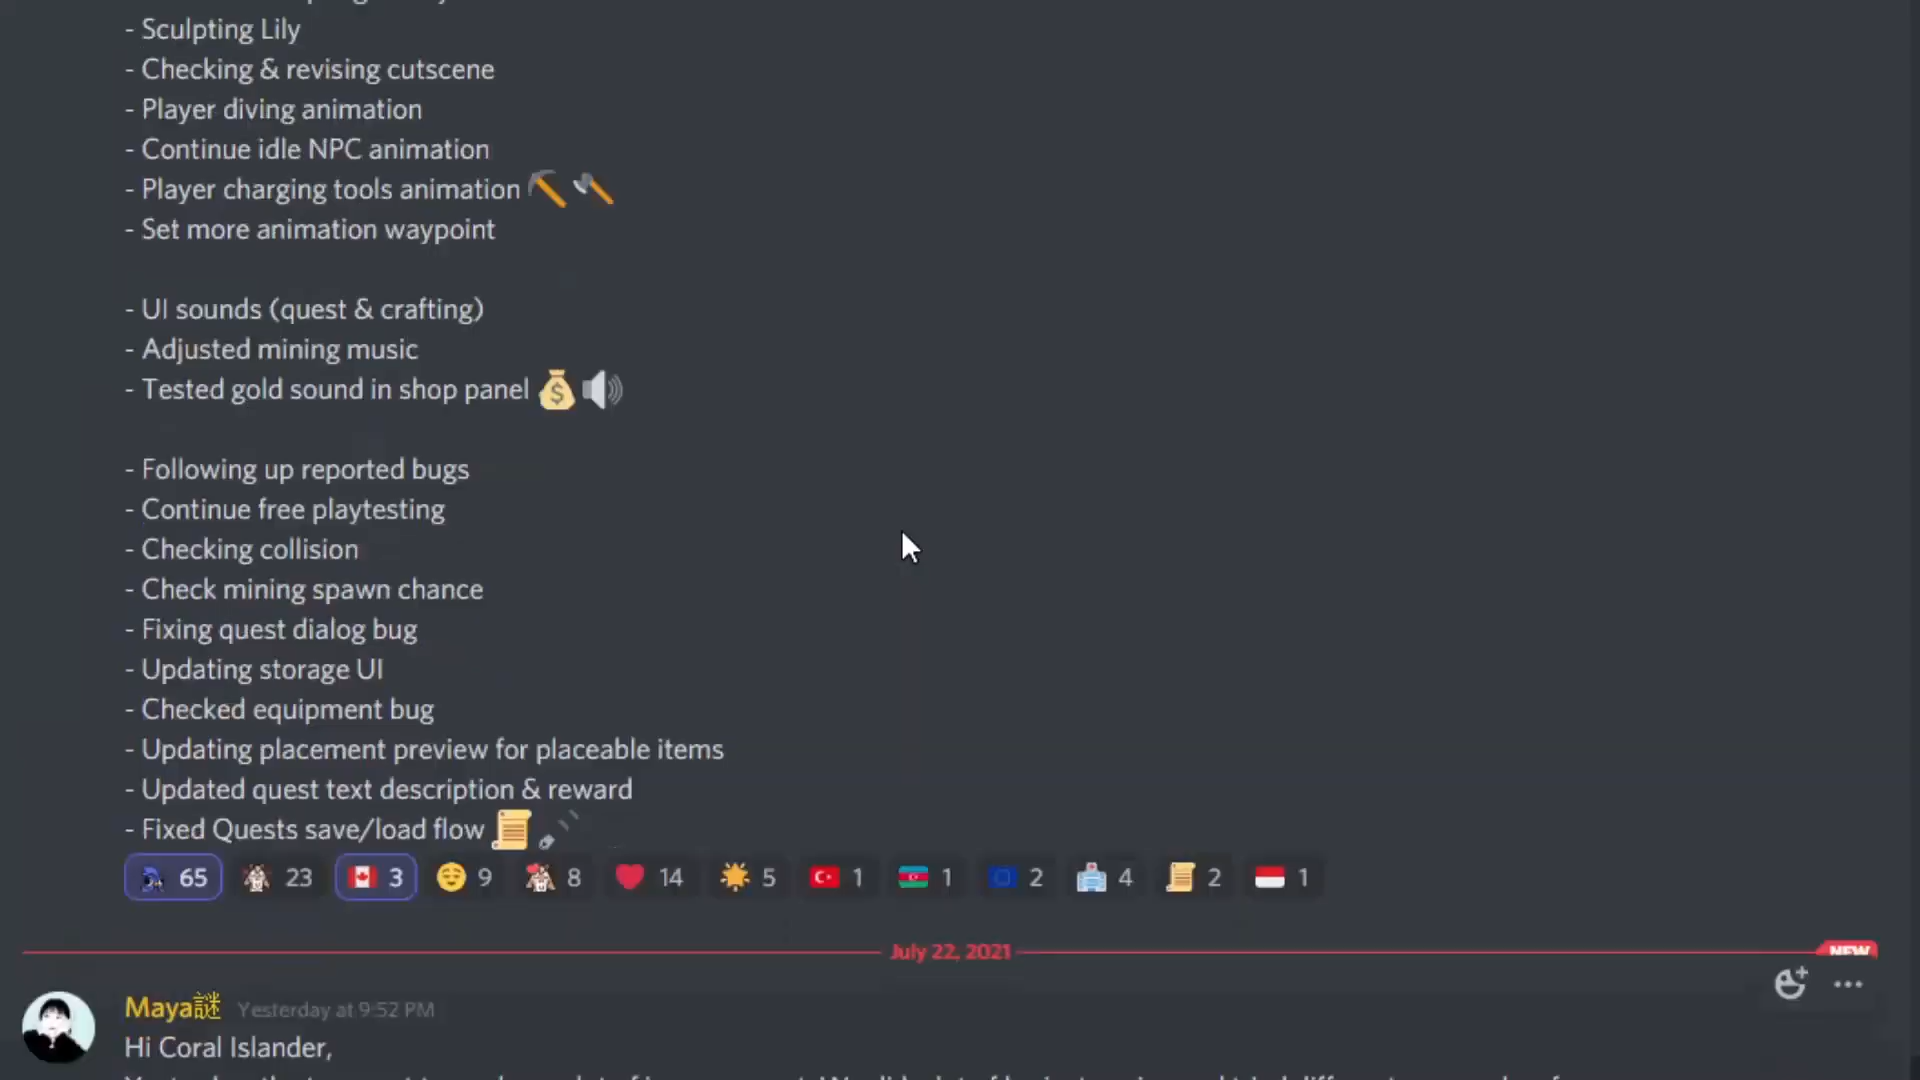 - Sculpting Lily
- Checking & revising cutscene
- Player diving animation
- Continue idle NPC animation
- Player charging tools animation
- Set more animation waypoint
- UI sounds (quest & crafting)
- Adjusted mining music
- Tested gold sound in shop panel
- Following up reported bugs
- Continue free playtesting
- Checking collision
- Check mining spawn chance
- Fixing quest dialog bug
- Updating storage UI
- Checked equipment bug
- Updating placement preview for placeable items
- Updated quest text description & reward
- Fixed Quests save/load flow
65 23 3 9 8 14 5 1 1 2 4 2 1
July 22, 2021 NEW
Maya謎 Yesterday at 9:52 PM
Hi Coral Islander,